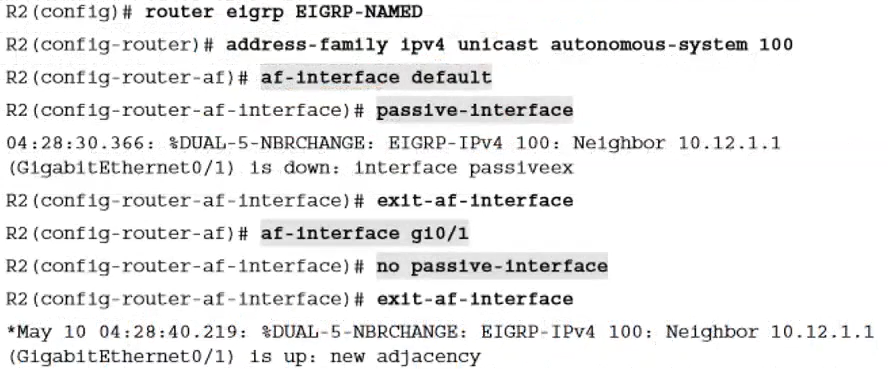 R2(config)# router eigrp EIGRP-NAMED
R2(config-router)# address-family ipv4 unicast autonomous-system 100
R2(config-router-af)# af-interface default
R2(config-router-af-interface)# passive-interface
04:28:30.366: %DUAL-5-NBRCHANGE: EIGRP-IPv4 100: Neighbor 10.12.1.1
(GigabitEthernet0/1) is down: interface passiveex
R2(config-router-af-interface)# exit-af-interface
R2(config-router-af)# af-interface gi0/1
R2(config-router-af-interface)# no passive-interface
R2(config-router-af-interface)# exit-af-interface
*May 10 04:28:40.219: %DUAL-5-NBRCHANGE: EIGRP-IPv4 100: Neighbor 10.12.1.1
(GigabitEthernet0/1) is up: new adjacency